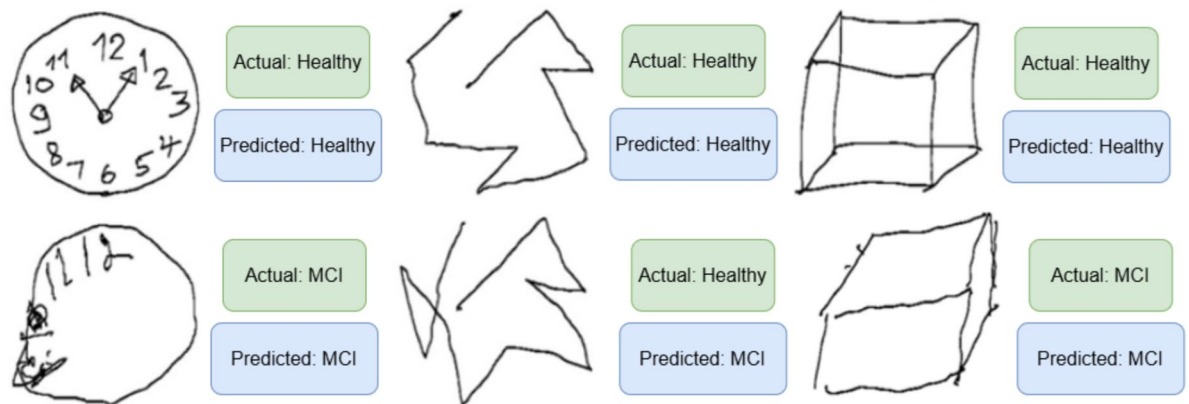 11 12 1
10 2
9 3
8 4
7 6 5
Actual: Healthy
Predicted: Healthy
Actual: Healthy
Predicted: Healthy
Actual: Healthy
Predicted: Healthy
11 12
Actual: MCI
Predicted: MCI
Actual: Healthy
Predicted: MCI
Actual: MCI
Predicted: MCI